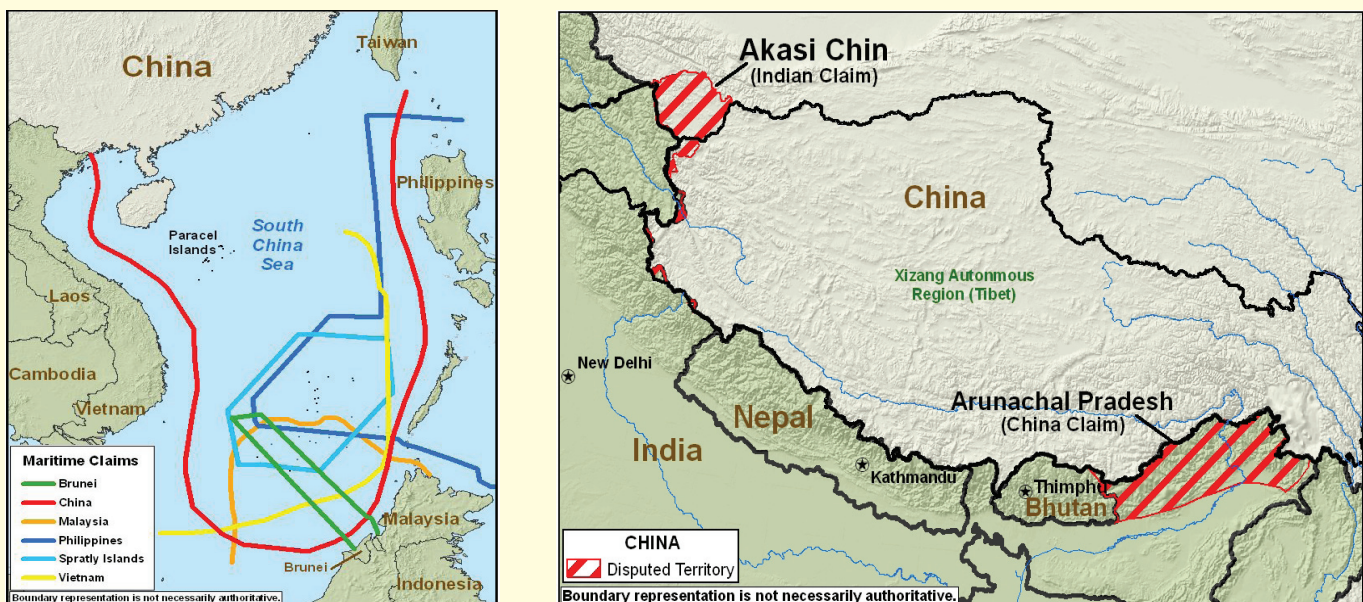 Taiwan
China
Philippines
South
China
Sea
Paracel
Islands
Laos
Cambodia
Vietnam
Malaysia
Brunei
Indonesia
Maritime Claims
Brunei
China
Malaysia
Philippines
Spratly Islands
Vietnam
Boundary representation is not necessarily authoritative.
Akasi Chin
(Indian Claim)
China
Xizang Autonmous
Region (Tibet)
New Delhi
Arunachal Pradesh
(China Claim)
Nepal
India
Kathmandu
Thimphu
Bhutan
CHINA
Disputed Territory
Boundary representation is not necessarily authoritative.